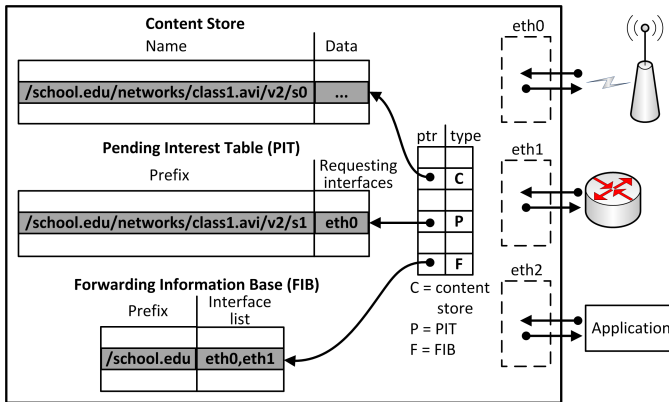 Content Store
Name Data
/school.edu/networks/class1.avi/v2/s0 ...
Pending Interest Table (PIT)
Prefix Requesting interfaces
/school.edu/networks/class1.avi/v2/s1 eth0
Forwarding Information Base (FIB)
Prefix Interface list
/school.edu eth0,eth1
ptr type
C
P
F
C = content
store
P = PIT
F = FIB
eth0
eth1
eth2
Application